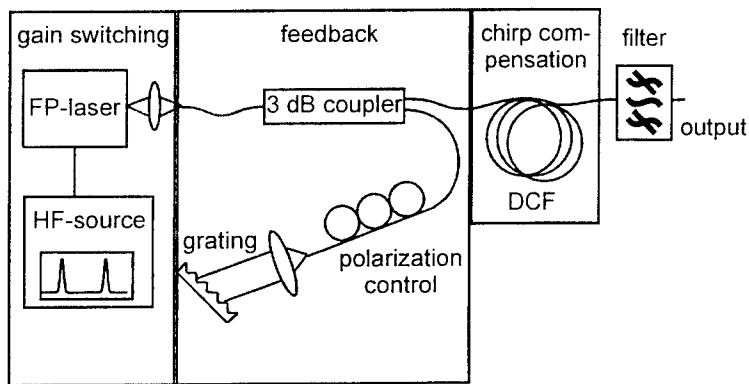 gain switching
feedback
chirp com-
pensation
filter
FP-laser
3 dB coupler
output
DCF
HF-source
grating
polarization
control